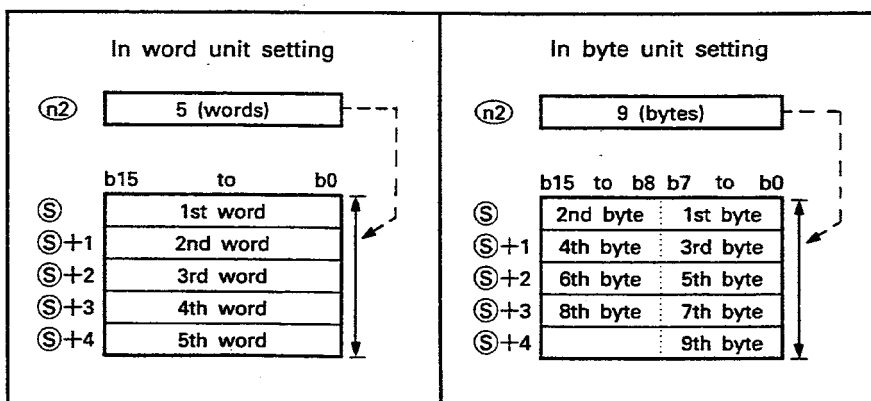 In word unit setting
n2 5 (words)
b15 to b0
S 1st word
S+1 2nd word
S+2 3rd word
S+3 4th word
S+4 5th word
In byte unit setting
n2 9 (bytes)
b15 to b8 b7 to b0
S 2nd byte 1st byte
S+1 4th byte 3rd byte
S+2 6th byte 5th byte
S+3 8th byte 7th byte
S+4 9th byte